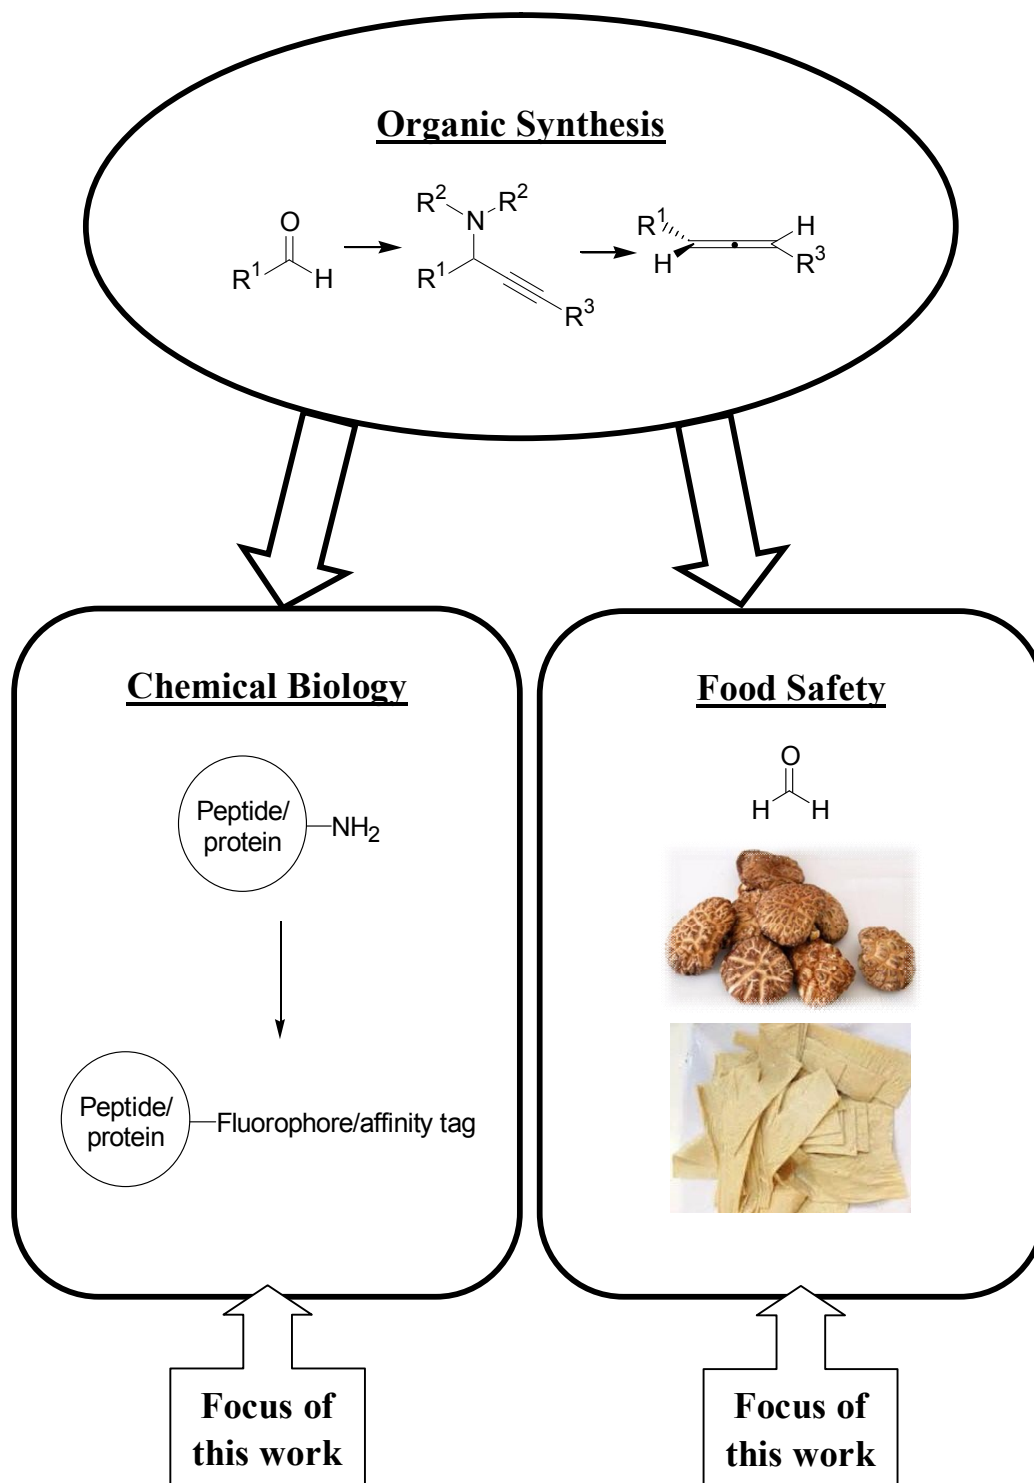 Organic Synthesis
O
R¹ H
R² N R²
R¹
R³
R¹ H
H R³
Chemical Biology
Peptide/
protein
NH₂
Peptide/
protein
Fluorophore/affinity tag
Food Safety
O
H H
Focus of
this work
Focus of
this work